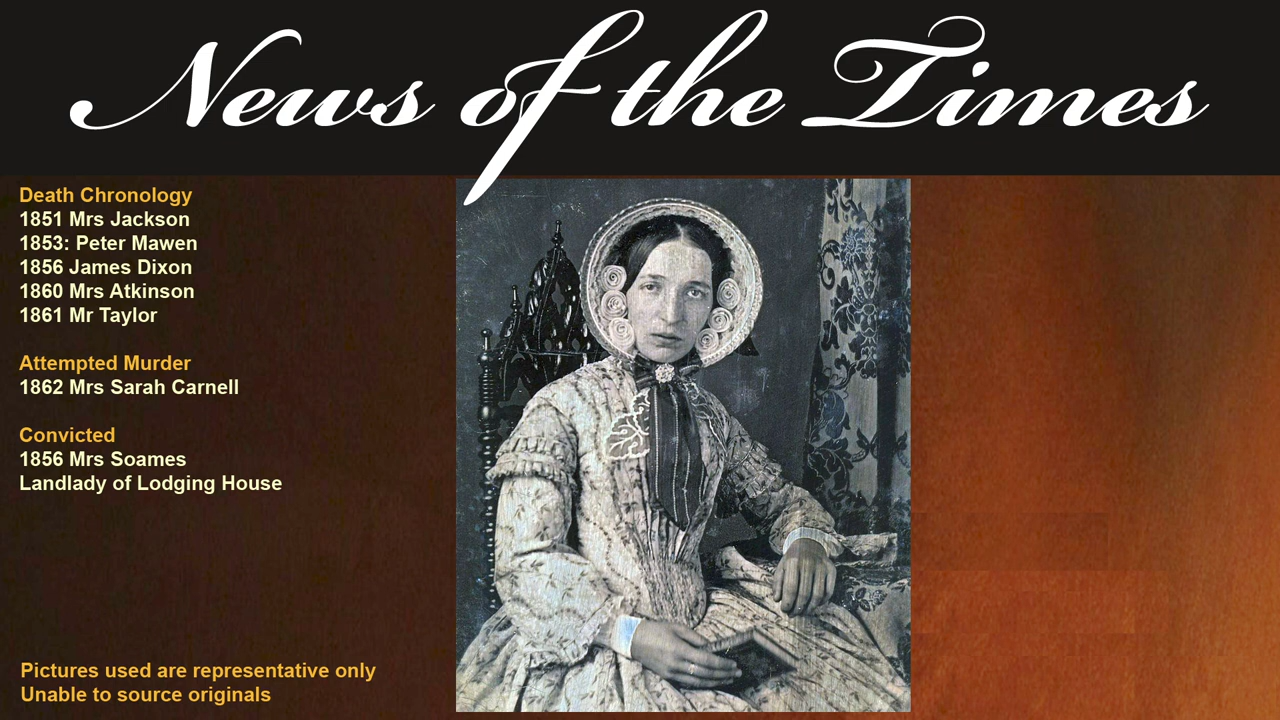 News of the Times
Death Chronology
1851 Mrs Jackson
1853: Peter Mawen
1856 James Dixon
1860 Mrs Atkinson
1861 Mr Taylor
Attempted Murder
1862 Mrs Sarah Carnell
Convicted
1856 Mrs Soames
Landlady of Lodging House
Pictures used are representative only
Unable to source originals